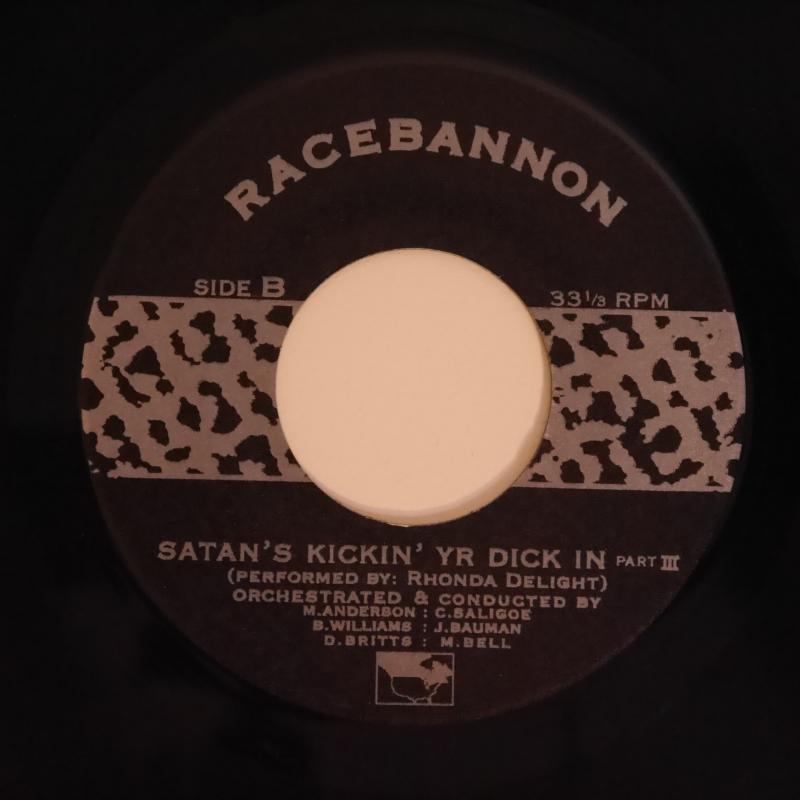 RACEBANNON
SIDE B
33 1/3 RPM
SATAN'S KICKIN' YR DICK IN PART III
(PERFORMED BY: RHONDA DELIGHT)
ORCHESTRATED & CONDUCTED BY
M.ANDERSON : C.SALIGOE
B.WILLIAMS : J.BAUMAN
D.BRITTS : M.BELL